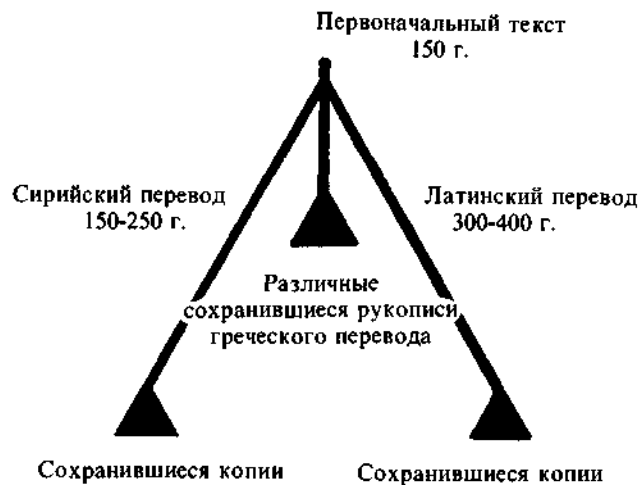 Первоначальный текст
150 г.
Сирийский перевод
150-250 г.
Латинский перевод
300-400 г.
Различные
сохранившиеся рукописи
греческого перевода
Сохранившиеся копии
Сохранившиеся копии